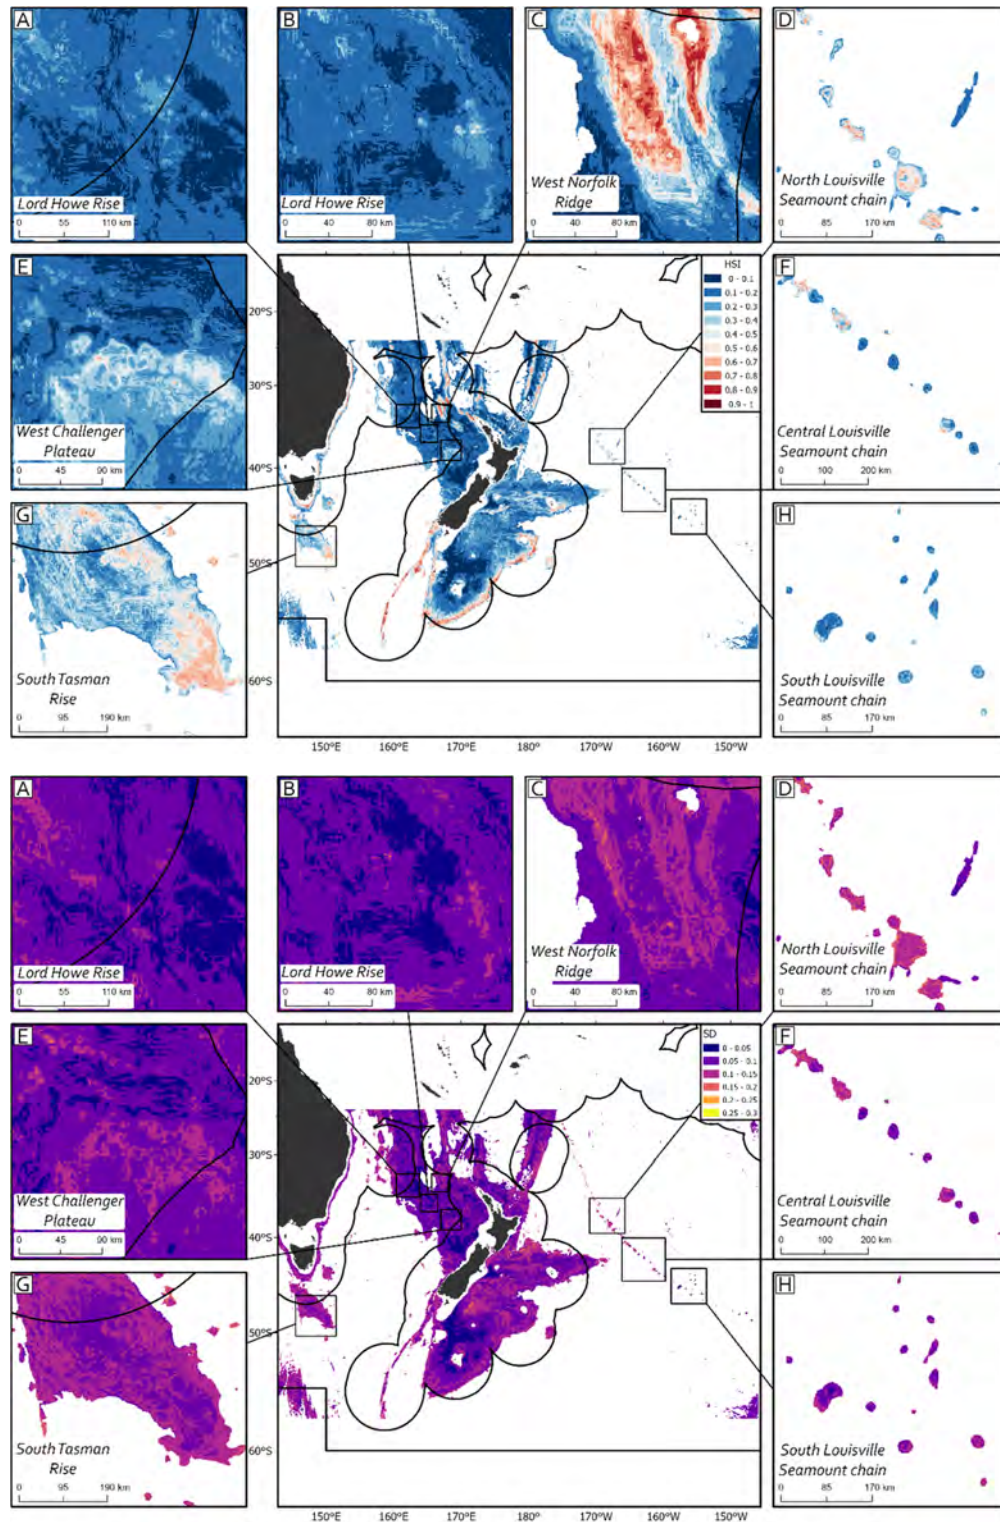 A
Lord Howe Rise
0 55 110 km
B
Lord Howe Rise
0 40 80 km
C
West Norfolk
Ridge
0 40 80 km
D
North Louisville
Seamount chain
0 85 170 km
E
West Challenger
Plateau
0 45 90 km
HSI
0 - 0.1
0.1 - 0.2
0.2 - 0.3
0.3 - 0.4
0.4 - 0.5
0.5 - 0.6
0.6 - 0.7
0.7 - 0.8
0.8 - 0.9
0.9 - 1
20°S
30°S
40°S
50°S
60°S
150°E
160°E
170°E
180°
170°W
160°W
150°W
F
Central Louisville
Seamount chain
0 100 200 km
G
South Tasman
Rise
0 95 190 km
H
South Louisville
Seamount chain
0 85 170 km
A
Lord Howe Rise
0 55 110 km
B
Lord Howe Rise
0 40 80 km
C
West Norfolk
Ridge
0 40 80 km
D
North Louisville
Seamount chain
0 85 170 km
E
West Challenger
Plateau
0 45 90 km
SD
0 - 0.05
0.05 - 0.1
0.1 - 0.15
0.15 - 0.2
0.2 - 0.25
0.25 - 0.3
20°S
30°S
40°S
50°S
60°S
150°E
160°E
170°E
180°
170°W
160°W
150°W
F
Central Louisville
Seamount chain
0 100 200 km
G
South Tasman
Rise
0 95 190 km
H
South Louisville
Seamount chain
0 85 170 km